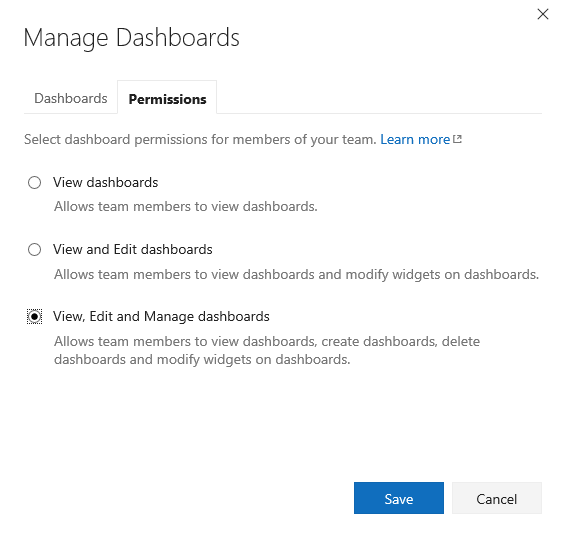 Manage Dashboards
Dashboards Permissions
Select dashboard permissions for members of your team. Learn more
View dashboards
Allows team members to view dashboards.
View and Edit dashboards
Allows team members to view dashboards and modify widgets on dashboards.
View, Edit and Manage dashboards
Allows team members to view dashboards, create dashboards, delete
dashboards and modify widgets on dashboards.
Save Cancel